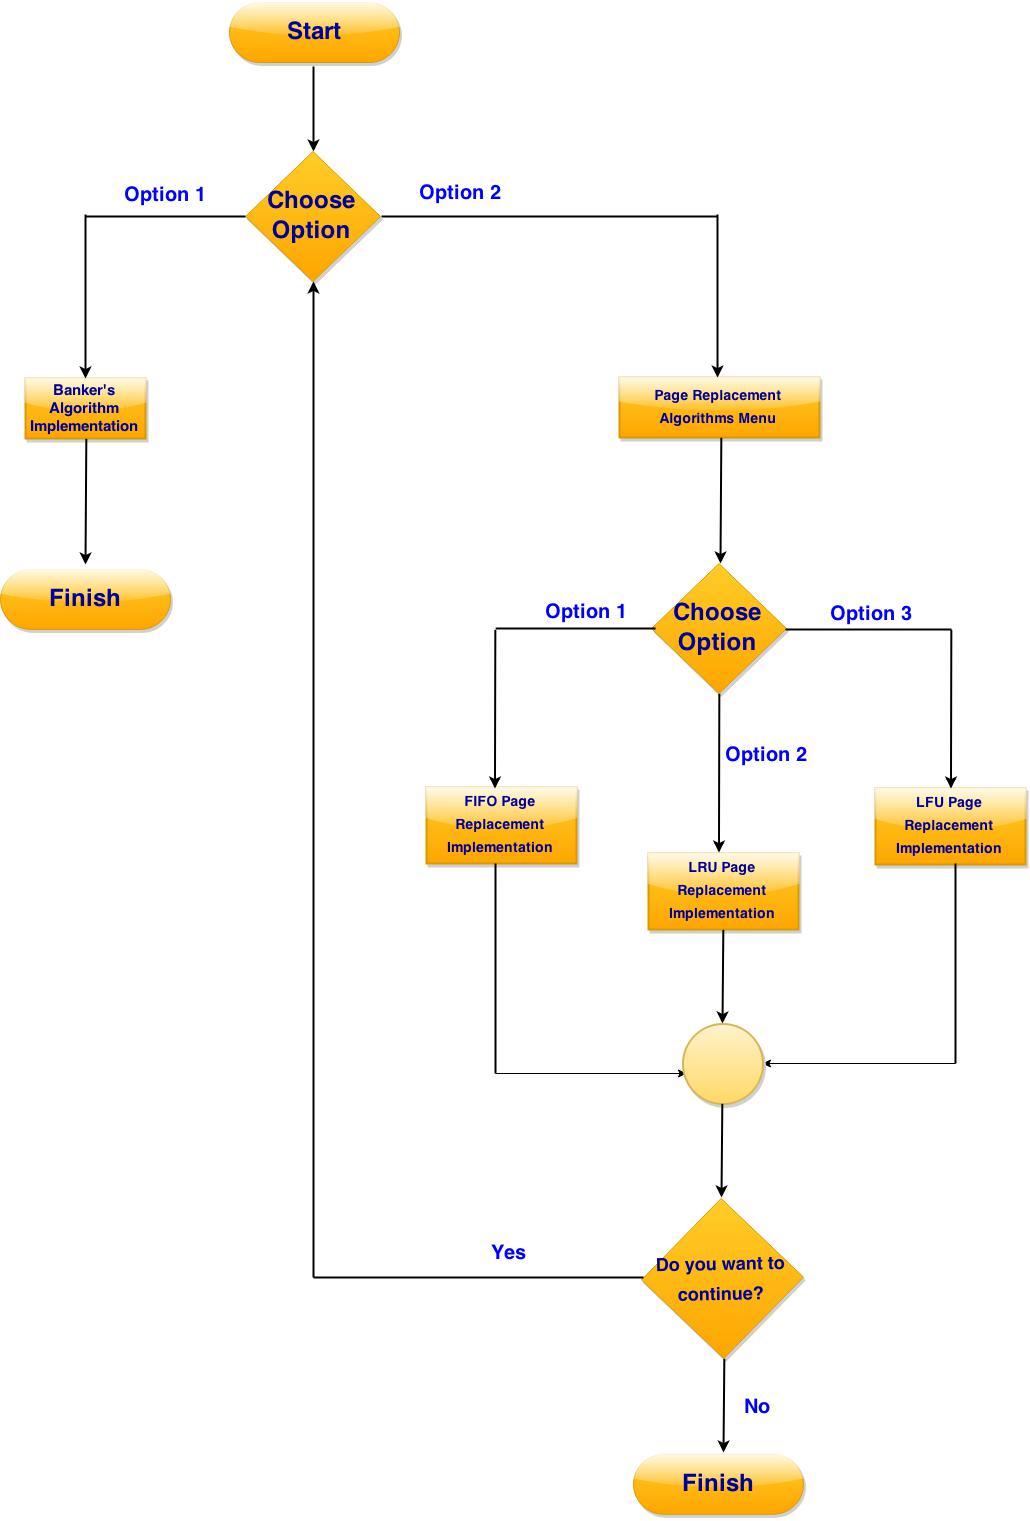 Start
Choose
Option
Option 1
Option 2
Banker's
Algorithm
Implementation
Finish
Page Replacement
Algorithms Menu
Choose
Option
Option 1
Option 2
Option 3
FIFO Page
Replacement
Implementation
LRU Page
Replacement
Implementation
LFU Page
Replacement
Implementation
Do you want to
continue?
Yes
No
Finish